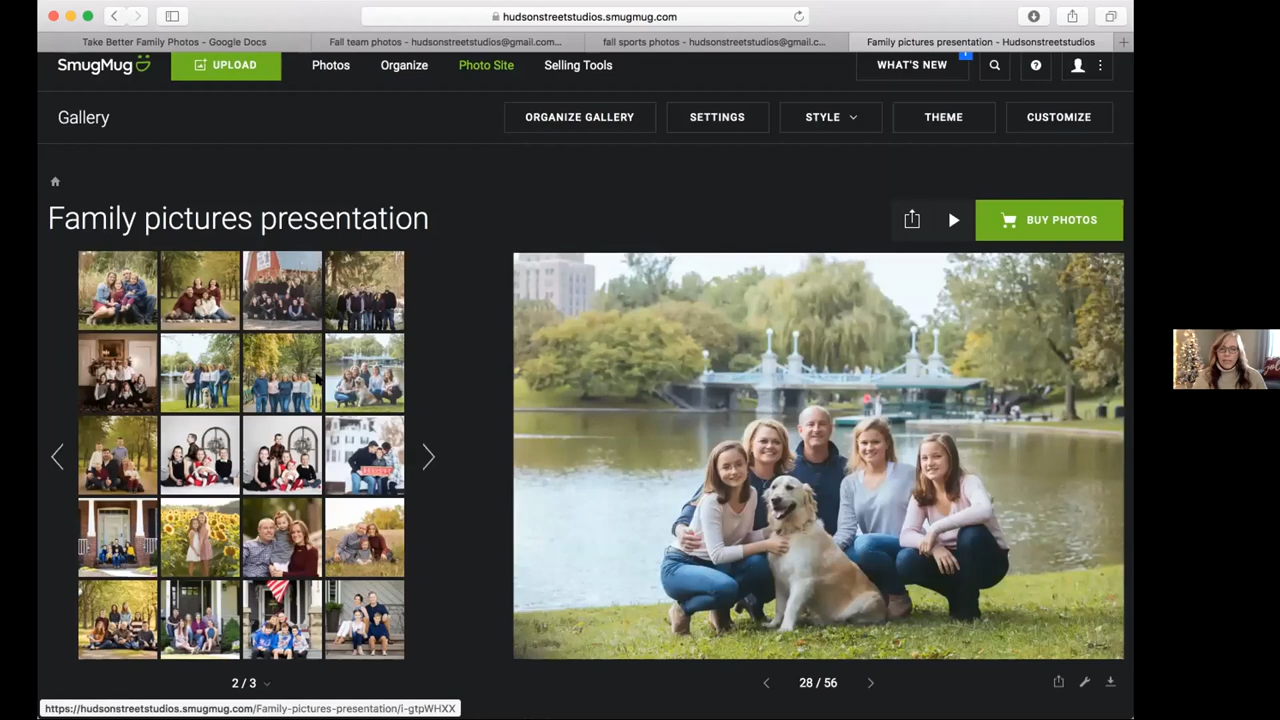 hudsonstreetstudios.smugmug.com
Take Better Family Photos - Google Docs
Fall team photos - hudsonstreetstudios@gmail.com...
fall sports photos - hudsonstreetstudios@gmail.c...
Family pictures presentation - Hudsonstreetstudios
SmugMug
UPLOAD
Photos
Organize
Photo Site
Selling Tools
WHAT'S NEW
Gallery
ORGANIZE GALLERY
SETTINGS
STYLE
THEME
CUSTOMIZE
Family pictures presentation
BUY PHOTOS
2 / 3
28 / 56
https://hudsonstreetstudios.smugmug.com/Family-pictures-presentation/i-gtpWHXX